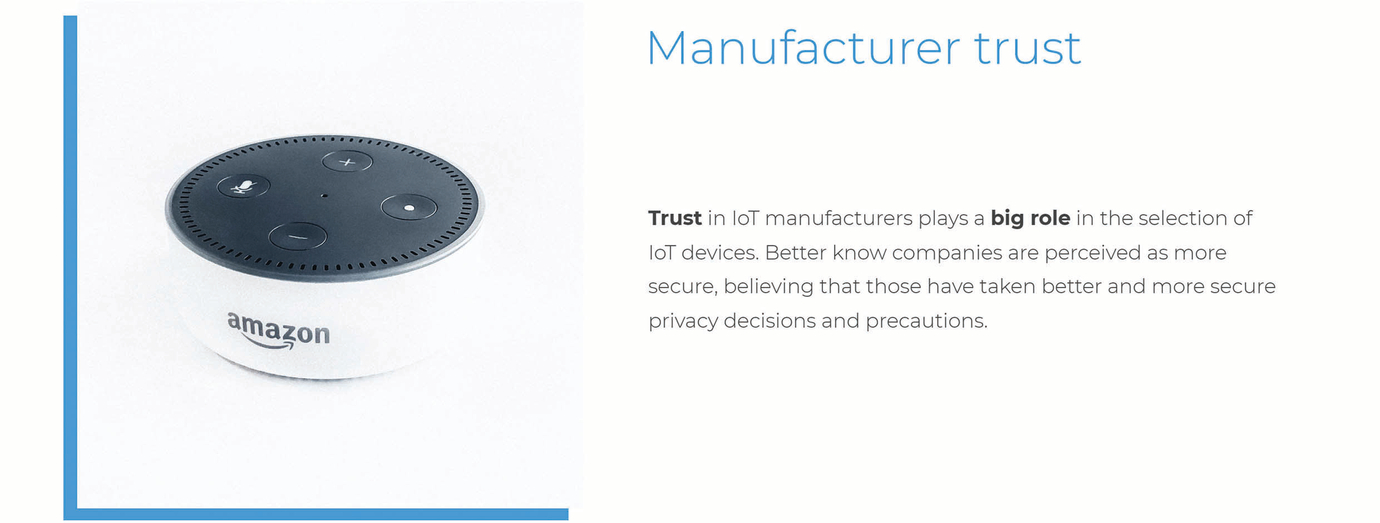 Manufacturer trust
Trust in IoT manufacturers plays a big role in the selection of
IoT devices. Better know companies are perceived as more
secure, believing that those have taken better and more secure
privacy decisions and precautions.
amazon